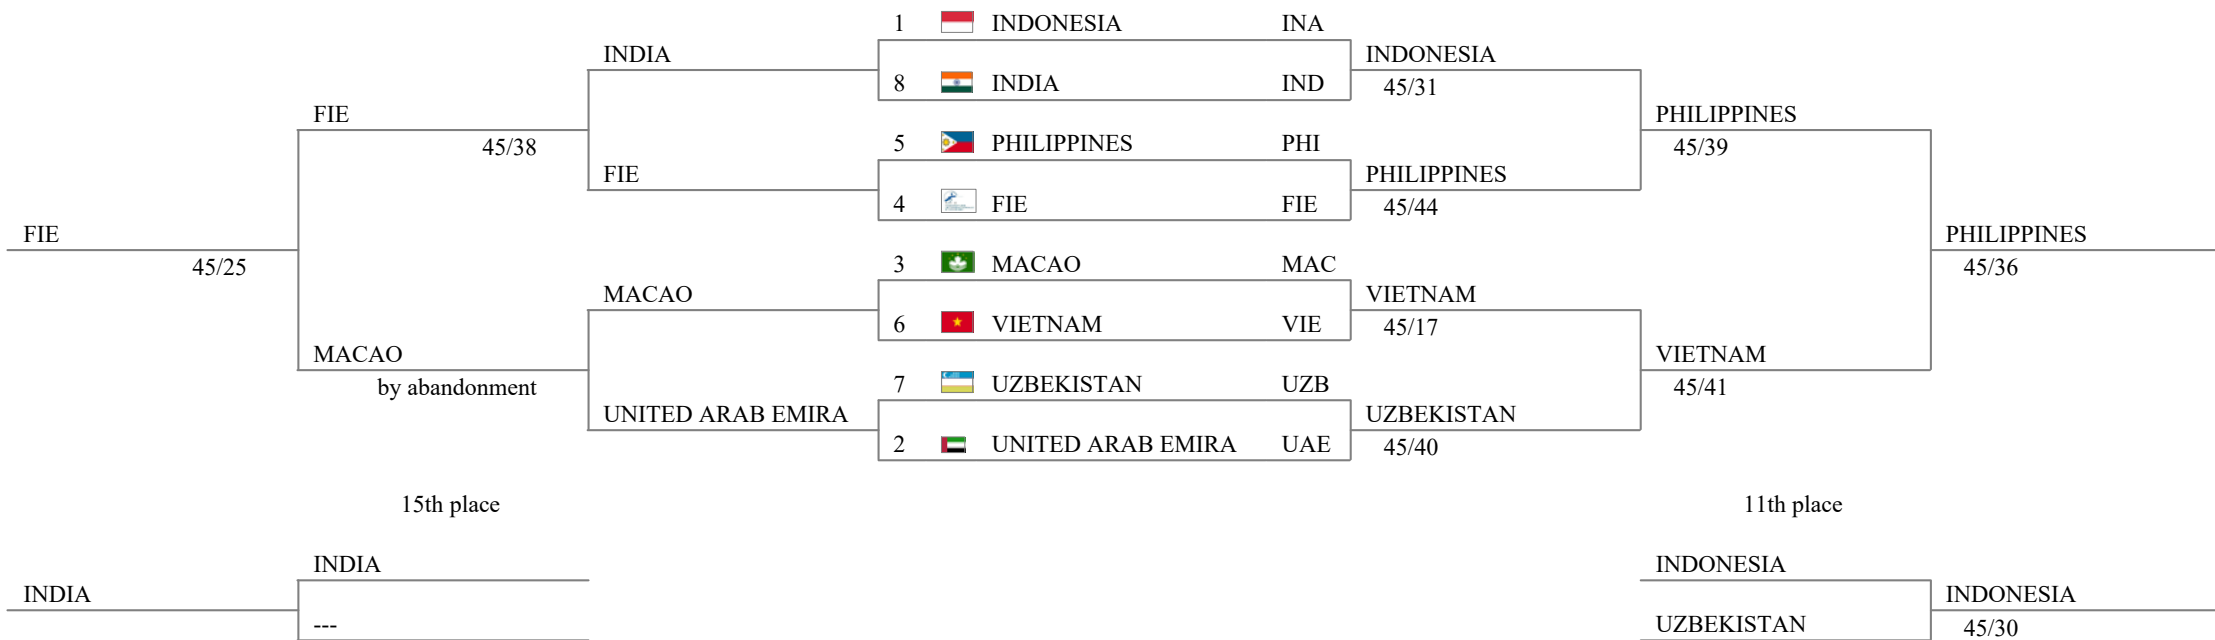 1 INDONESIA INA
INDIA INDONESIA
8 INDIA IND 45/31
FIE PHILIPPINES
45/38 5 PHILIPPINES PHI 45/39
FIE PHILIPPINES
4 FIE FIE 45/44
FIE PHILIPPINES
45/25 3 MACAO MAC 45/36
MACAO VIETNAM
6 VIETNAM VIE 45/17
MACAO VIETNAM
by abandonment 7 UZBEKISTAN UZB 45/41
UNITED ARAB EMIRA UZBEKISTAN
2 UNITED ARAB EMIRA UAE 45/40
15th place 11th place
INDIA INDONESIA
INDIA INDONESIA
--- UZBEKISTAN 45/30